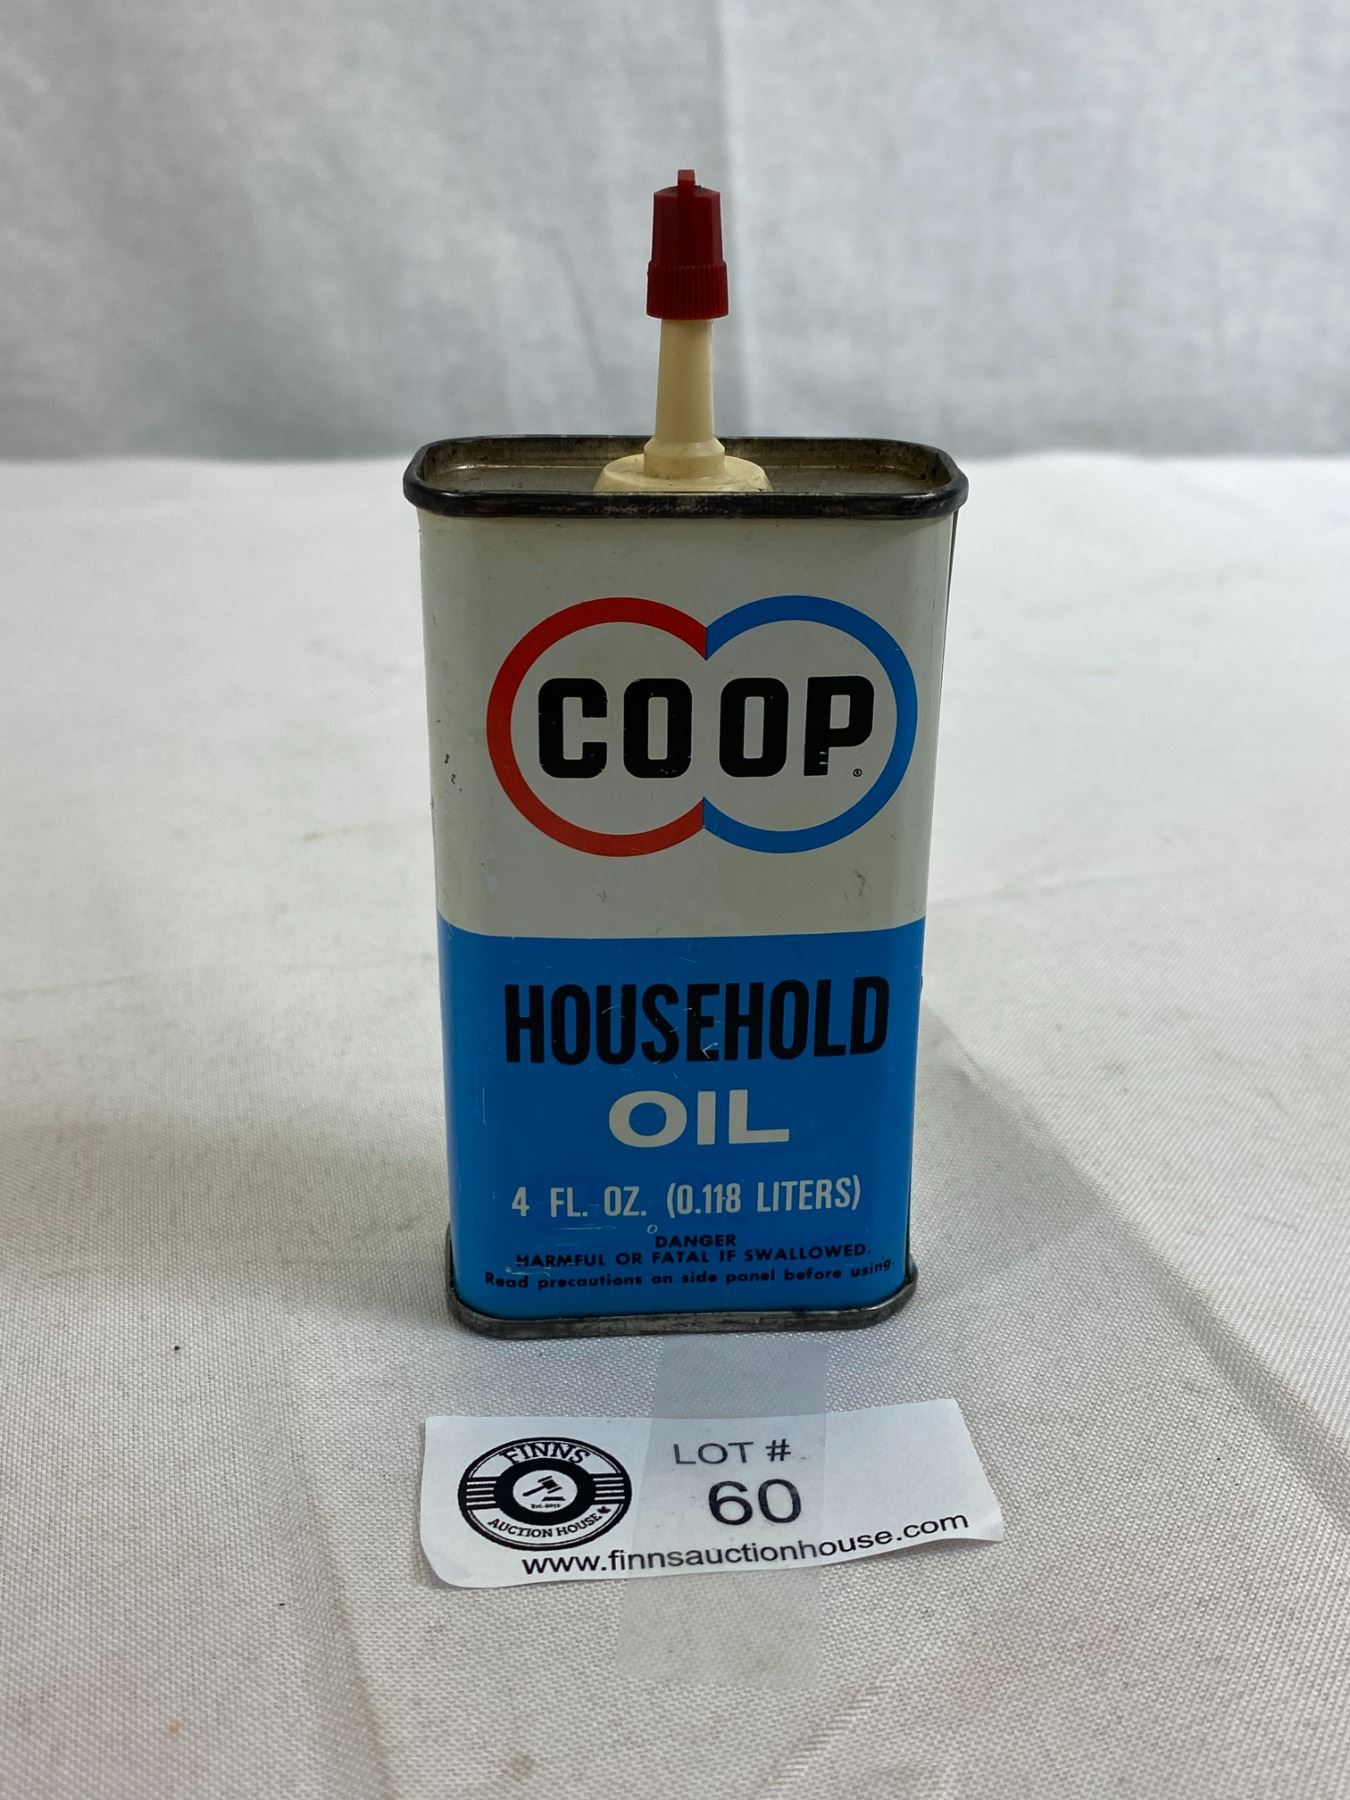 COOP®
HOUSEHOLD
OIL
4 FL. OZ. (0.118 LITERS)
DANGER
HARMFUL OR FATAL IF SWALLOWED.
Read precautions on side panel before using.
FINNS
AUCTION HOUSE
LOT #
60
www.finnsauctionhouse.com